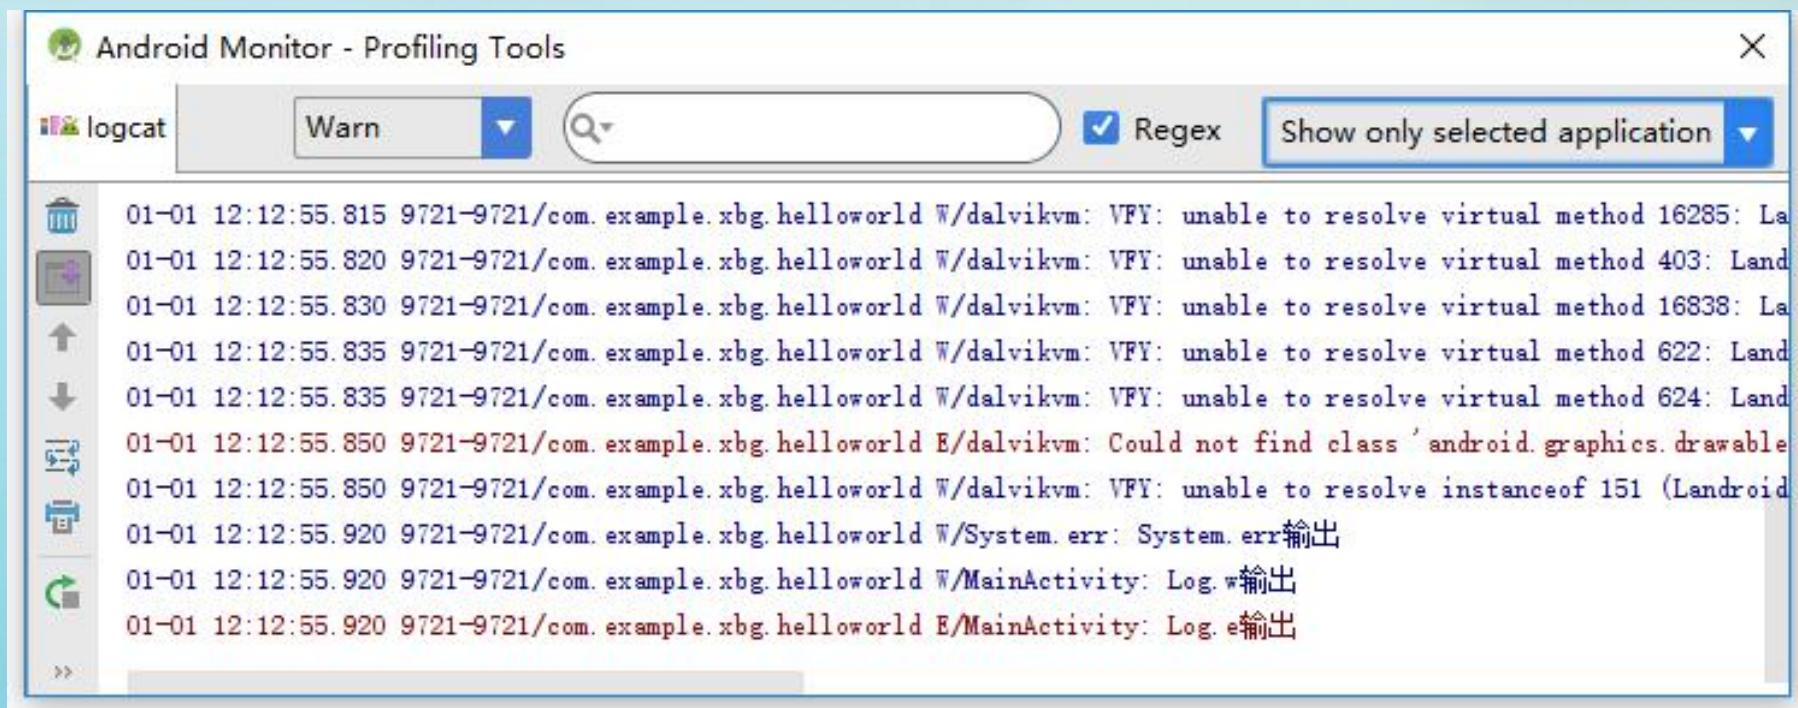 Android Monitor - Profiling Tools
logcat Warn Regex Show only selected application
01-01 12:12:55.815 9721-9721/com.example.xbg.helloworld W/dalvikvm: VFY: unable to resolve virtual method 16285: La
01-01 12:12:55.820 9721-9721/com.example.xbg.helloworld W/dalvikvm: VFY: unable to resolve virtual method 403: Land
01-01 12:12:55.830 9721-9721/com.example.xbg.helloworld W/dalvikvm: VFY: unable to resolve virtual method 16838: La
01-01 12:12:55.835 9721-9721/com.example.xbg.helloworld W/dalvikvm: VFY: unable to resolve virtual method 622: Land
01-01 12:12:55.835 9721-9721/com.example.xbg.helloworld W/dalvikvm: VFY: unable to resolve virtual method 624: Land
01-01 12:12:55.850 9721-9721/com.example.xbg.helloworld E/dalvikvm: Could not find class 'android.graphics.drawable
01-01 12:12:55.850 9721-9721/com.example.xbg.helloworld W/dalvikvm: VFY: unable to resolve instanceof 151 (Landroid
01-01 12:12:55.920 9721-9721/com.example.xbg.helloworld W/System.err: System.err输出
01-01 12:12:55.920 9721-9721/com.example.xbg.helloworld W/MainActivity: Log.w输出
01-01 12:12:55.920 9721-9721/com.example.xbg.helloworld E/MainActivity: Log.e输出